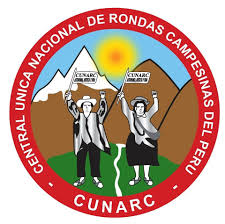 CENTRAL UNICA NACIONAL DE RONDAS CAMPESINAS DEL PERU
CUNARC
CUNARC
- CUNARC -